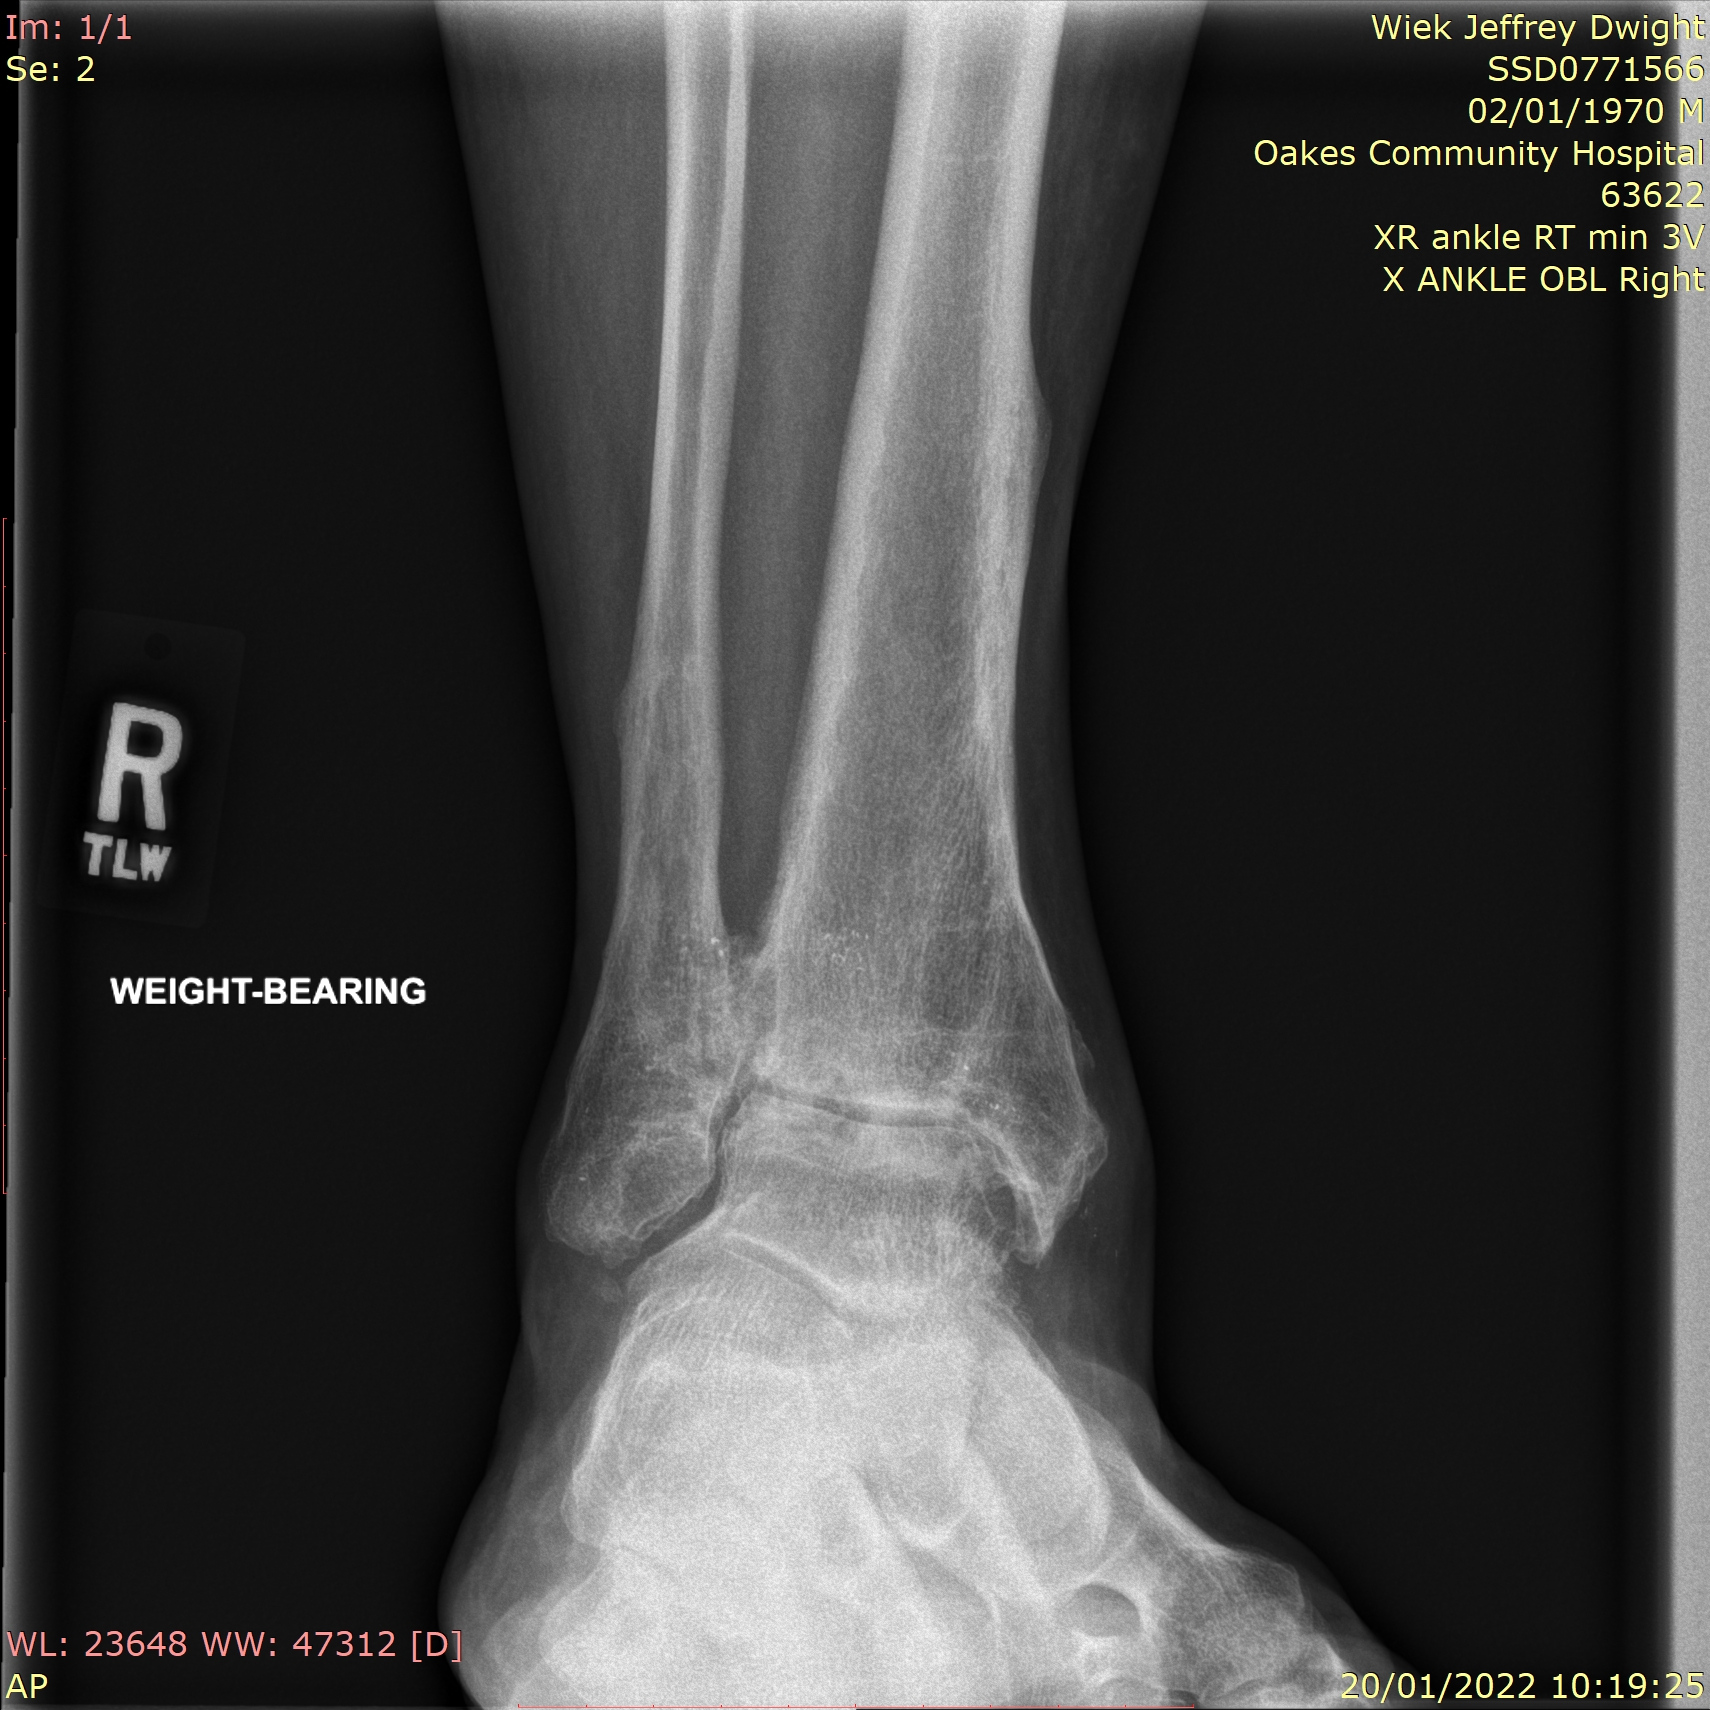 Im: 1/1
Se: 2
Wiek Jeffrey Dwight
SSD0771566
02/01/1970 M
Oakes Community Hospital
63622
XR ankle RT min 3V
X ANKLE OBL Right
R
TLW
WEIGHT-BEARING
WL: 23648 WW: 47312 [D]
AP
20/01/2022 10:19:25